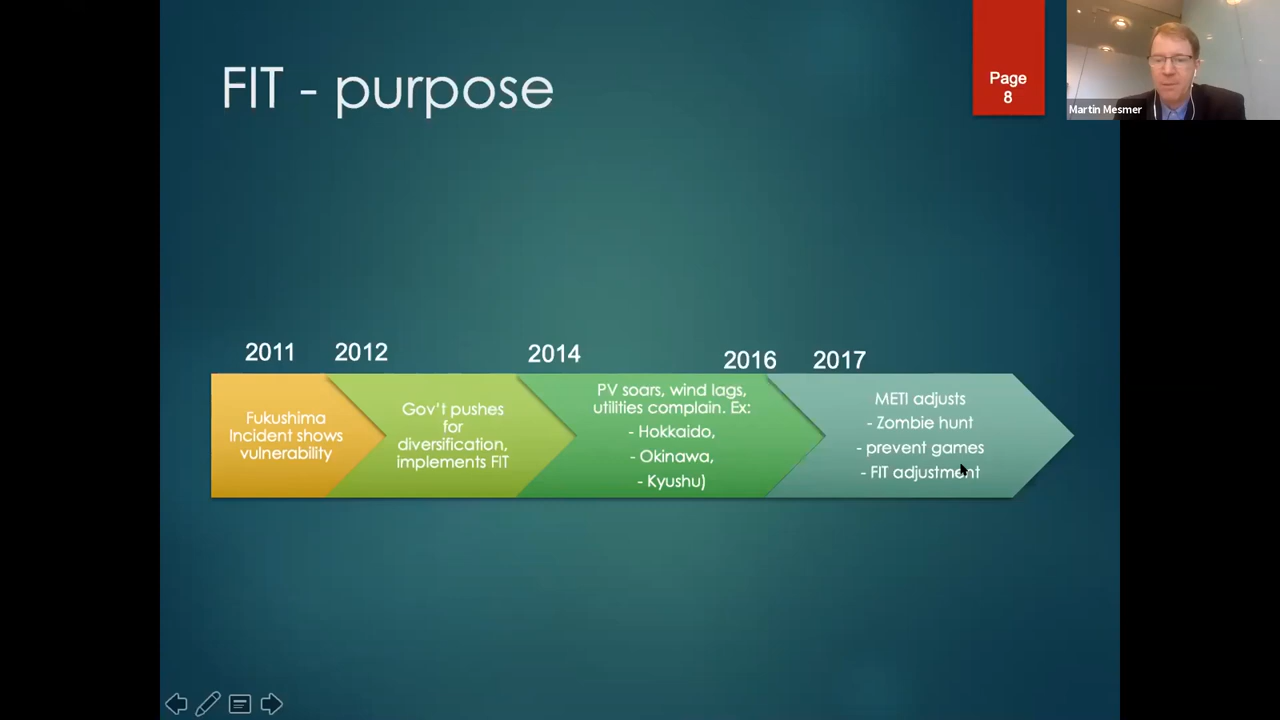 FIT - purpose
Page
8
Martin Mesmer
2011
2012
2014
2016
2017
Fukushima
Incident shows
vulnerability
Gov't pushes
for
diversification,
implements FIT
PV soars, wind lags,
utilities complain. Ex:
- Hokkaido,
- Okinawa,
- Kyushu)
METI adjusts
- Zombie hunt
- prevent games
- FIT adjustment